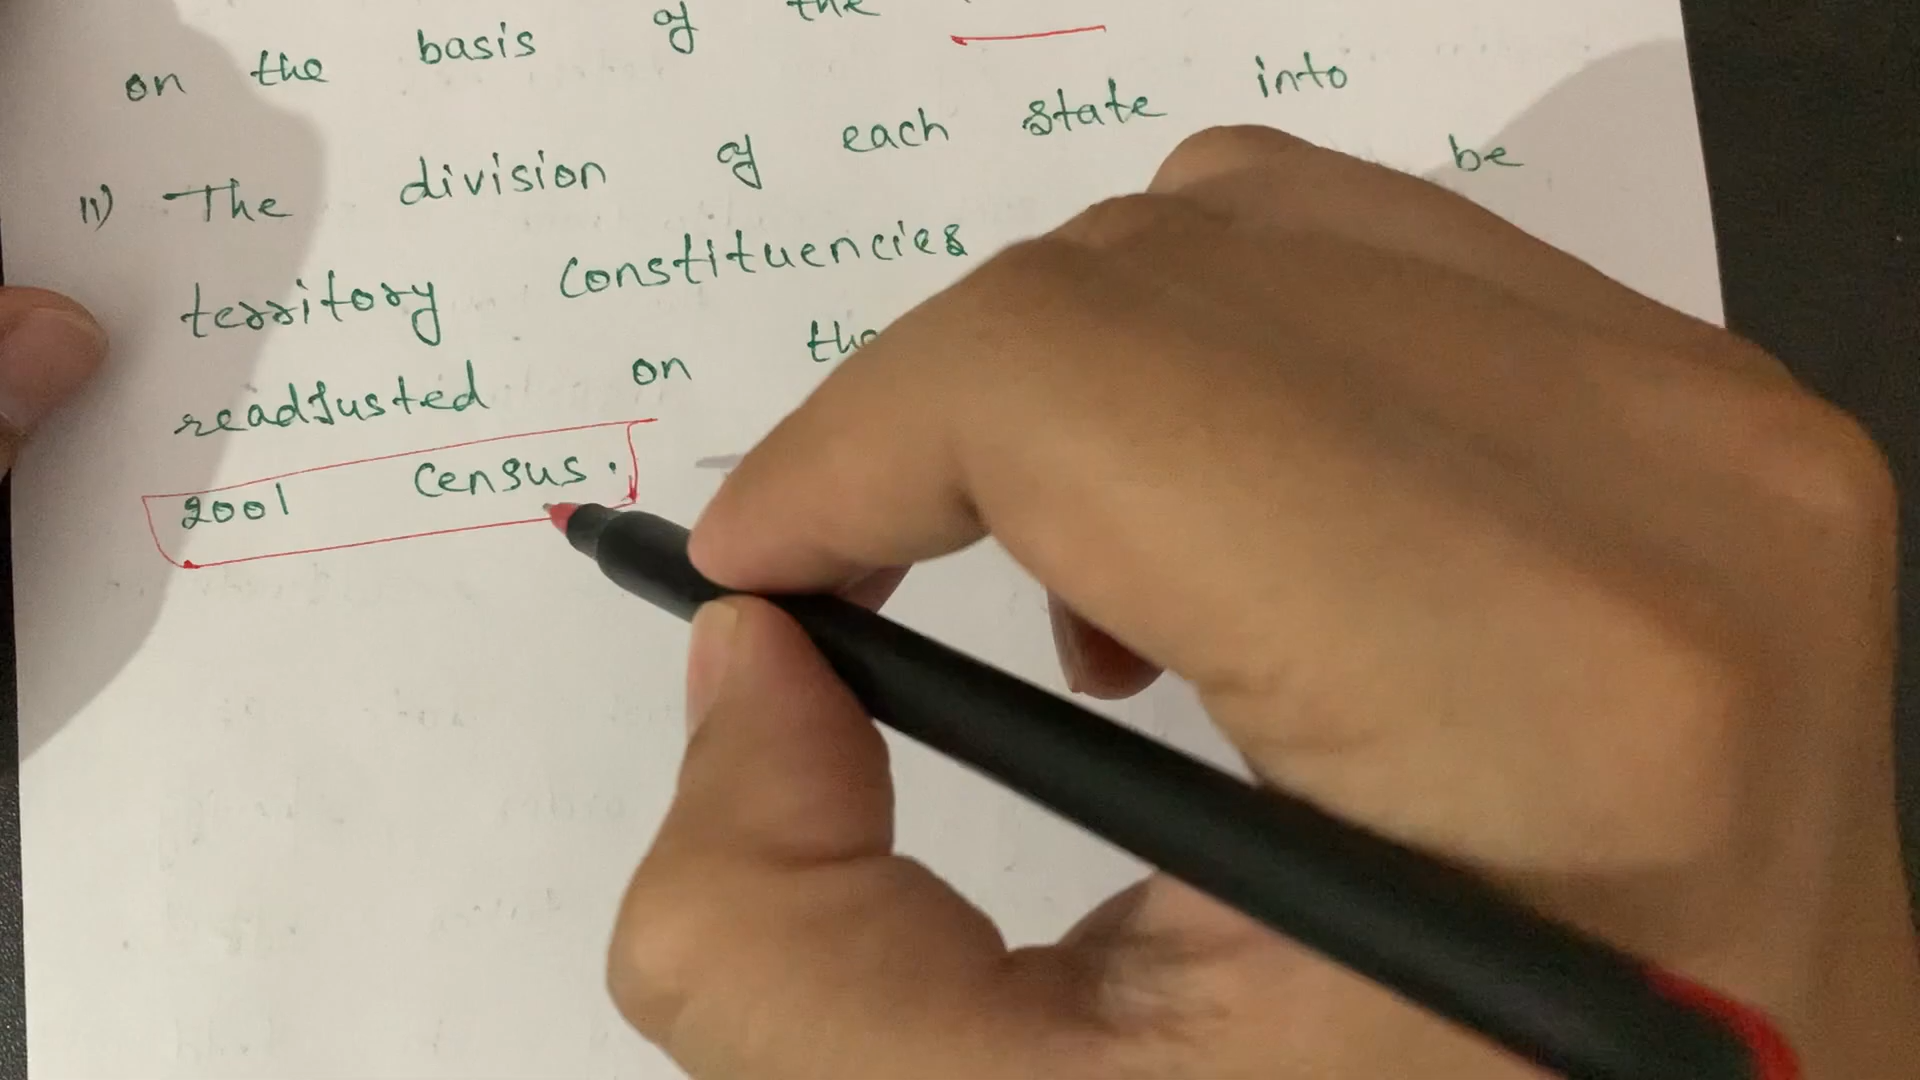 on the basis of the
11) The division of each state into
territory constituencies be
readjusted on the
2001 Census.